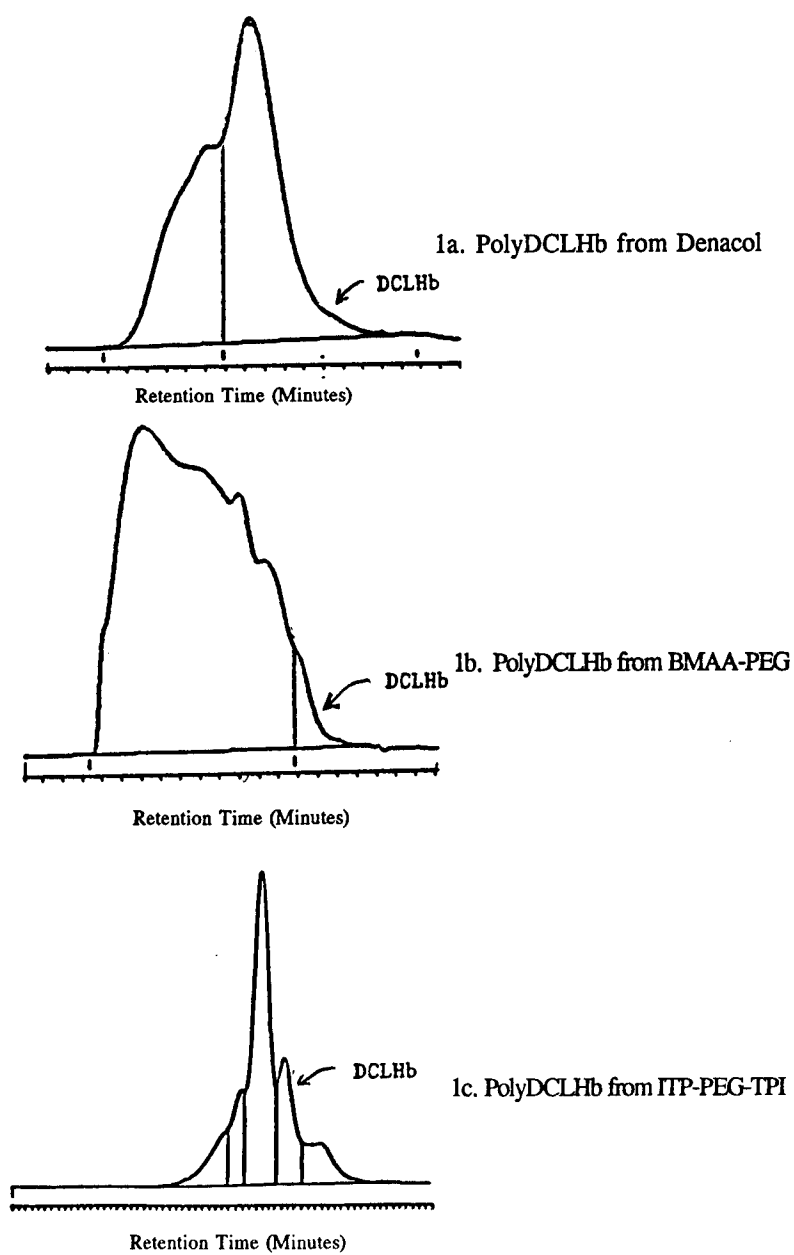 1a. PolyDCLHb from Denacol
DCLHb
Retention Time (Minutes)
1b. PolyDCLHb from BMAA-PEG
DCLHb
Retention Time (Minutes)
DCLHb
1c. PolyDCLHb from ITP-PEG-TPI
Retention Time (Minutes)